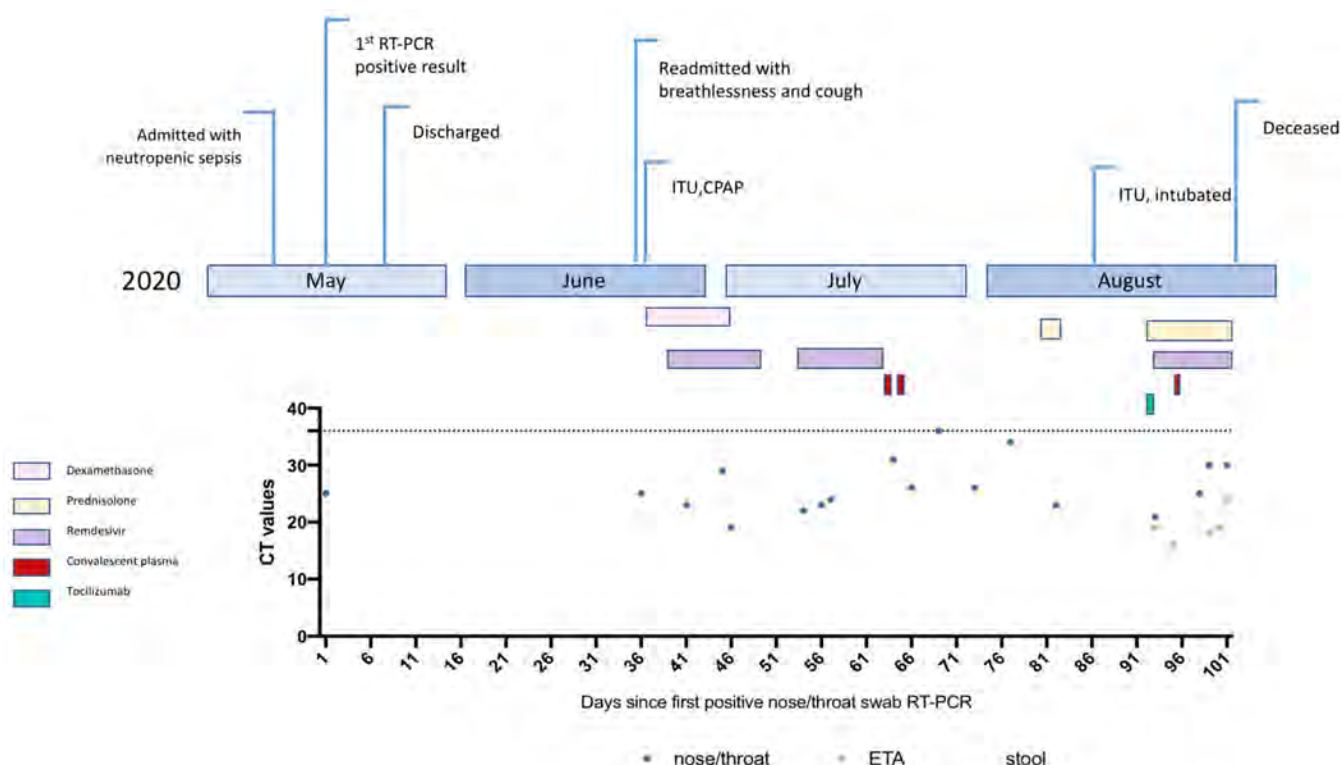 1st RT-PCR
positive result
Admitted with
neutropenic sepsis
Discharged
Readmitted with
breathlessness and cough
ITU,CPAP
ITU, intubated
Deceased
2020
May
June
July
August
Dexametbasone
Prednisolone
Remdesivir
Convalescent plasma
Tocilizumab
CT values
40
30
20
10
0
1 6 11 16 21 26 31 36 41 46 51 56 61 66 71 76 81 86 91 96 101
Days since first positive nose/throat swab RT-PCR
nose/throat ETA stool